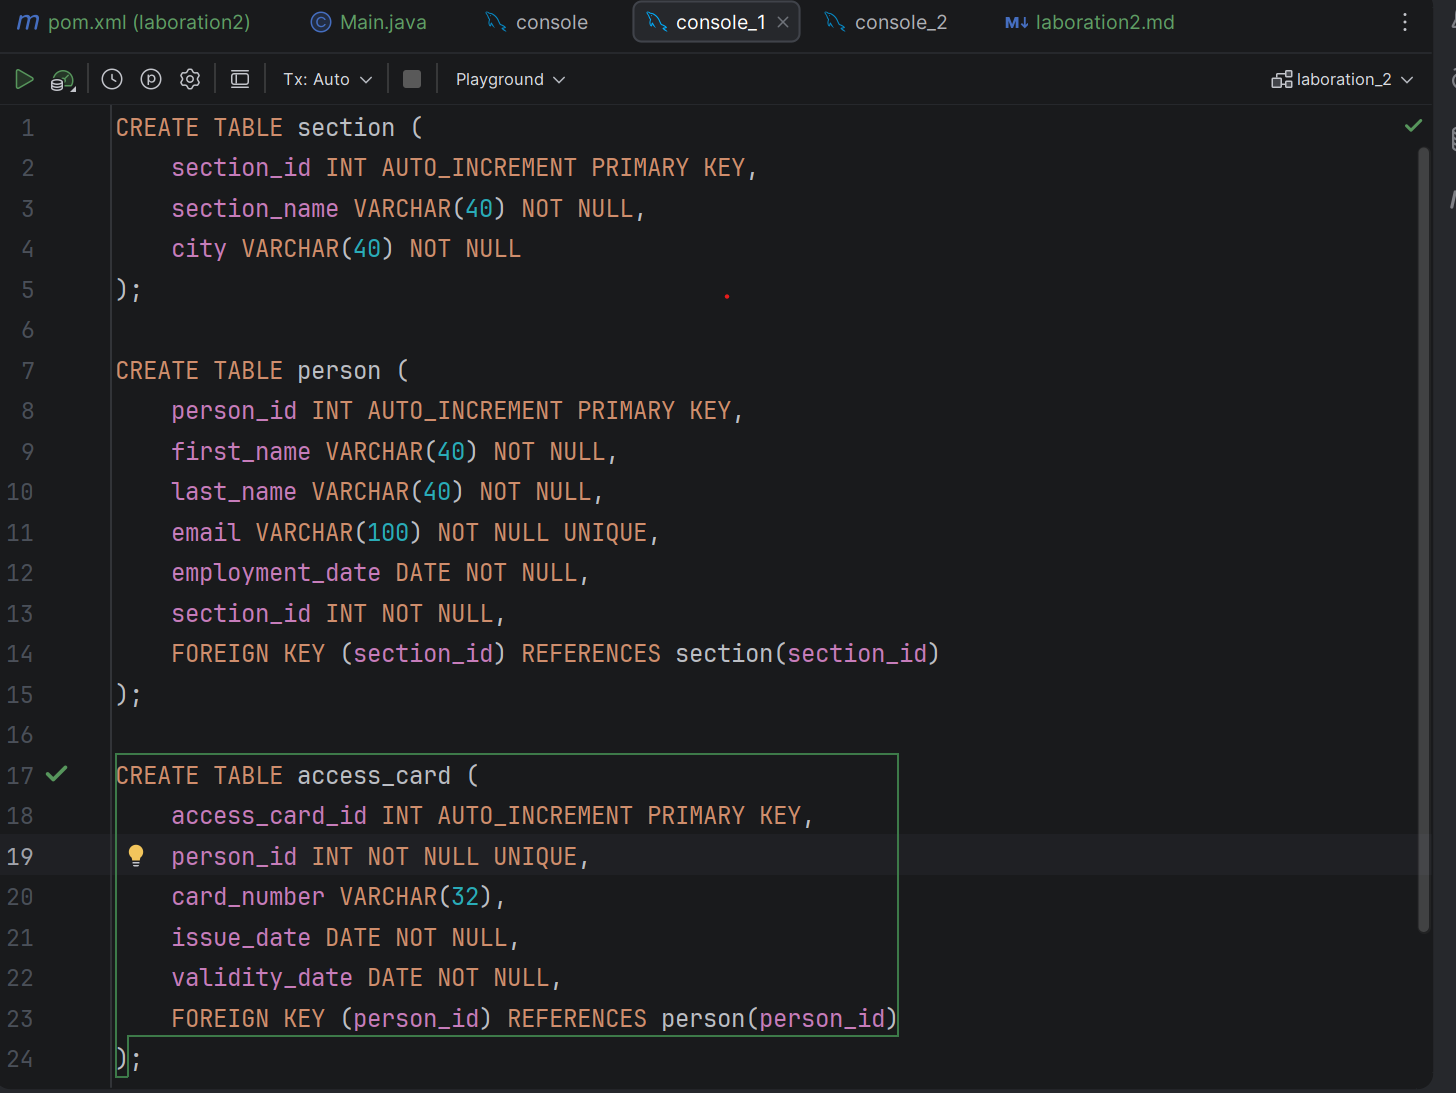 pom.xml (laboration2) Main.java console console_1 console_2 M↓ laboration2.md
Tx: Auto Playground laboration_2
1 CREATE TABLE section (
2 section_id INT AUTO_INCREMENT PRIMARY KEY,
3 section_name VARCHAR(40) NOT NULL,
4 city VARCHAR(40) NOT NULL
5 );
6
7 CREATE TABLE person (
8 person_id INT AUTO_INCREMENT PRIMARY KEY,
9 first_name VARCHAR(40) NOT NULL,
10 last_name VARCHAR(40) NOT NULL,
11 email VARCHAR(100) NOT NULL UNIQUE,
12 employment_date DATE NOT NULL,
13 section_id INT NOT NULL,
14 FOREIGN KEY (section_id) REFERENCES section(section_id)
15 );
16
17 CREATE TABLE access_card (
18 access_card_id INT AUTO_INCREMENT PRIMARY KEY,
19 person_id INT NOT NULL UNIQUE,
20 card_number VARCHAR(32),
21 issue_date DATE NOT NULL,
22 validity_date DATE NOT NULL,
23 FOREIGN KEY (person_id) REFERENCES person(person_id)
24 );